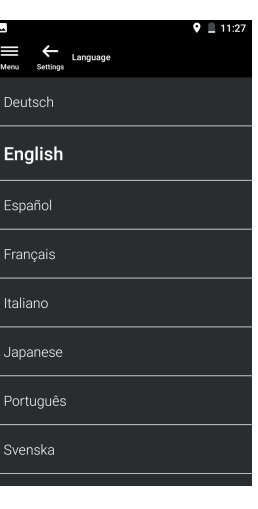 11:27
Menu Settings Language
Deutsch
English
Español
Français
Italiano
Japanese
Português
Svenska